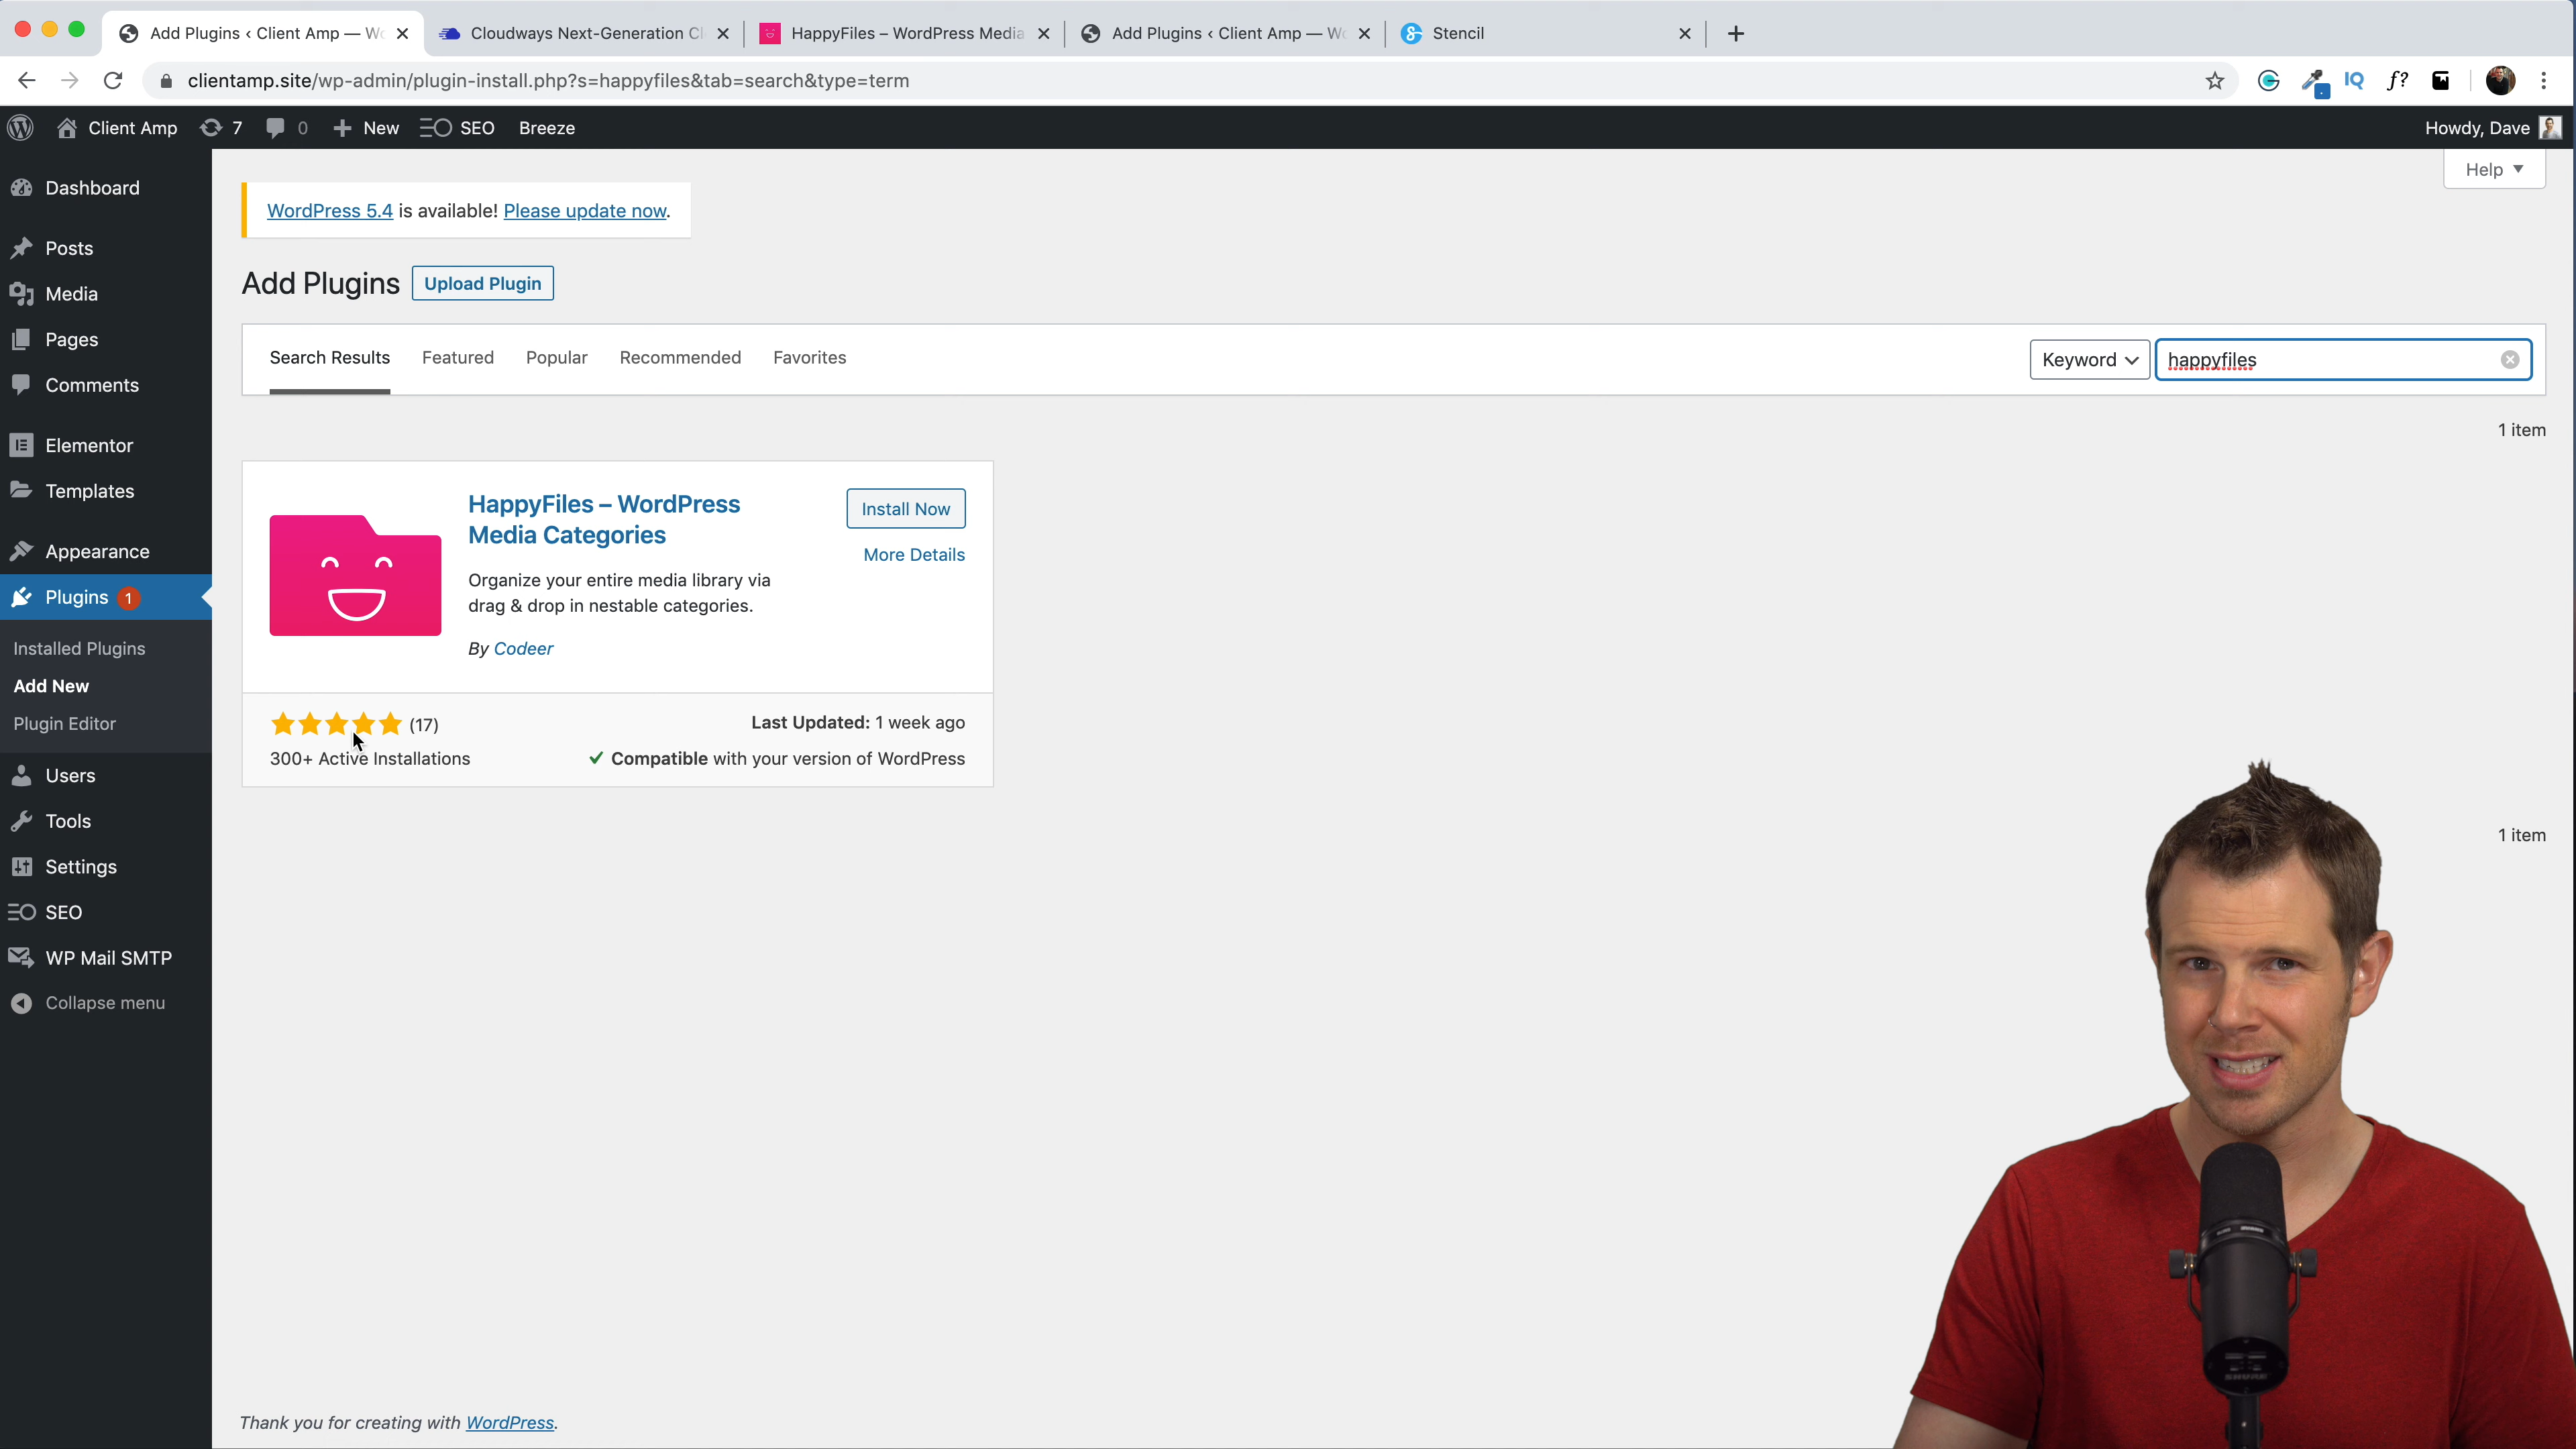 Add Plugins ‹ Client Amp — Wo
Cloudways Next-Generation Cl
HappyFiles – WordPress Media
Add Plugins ‹ Client Amp — Wo
Stencil
clientamp.site/wp-admin/plugin-install.php?s=happyfiles&tab=search&type=term
IQ
f?
Client Amp
7
0
New
SEO
Breeze
Howdy, Dave
Help
Dashboard
Posts
Media
Pages
Comments
Elementor
Templates
Appearance
Plugins 1
Installed Plugins
Add New
Plugin Editor
Users
Tools
Settings
SEO
WP Mail SMTP
Collapse menu
WordPress 5.4 is available! Please update now.
Add Plugins
Upload Plugin
Search Results
Featured
Popular
Recommended
Favorites
Keyword
happyfiles
1 item
HappyFiles – WordPress
Media Categories
Install Now
More Details
Organize your entire media library via
drag & drop in nestable categories.
By Codeer
(17)
Last Updated: 1 week ago
300+ Active Installations
Compatible with your version of WordPress
1 item
SHURE
Thank you for creating with WordPress.